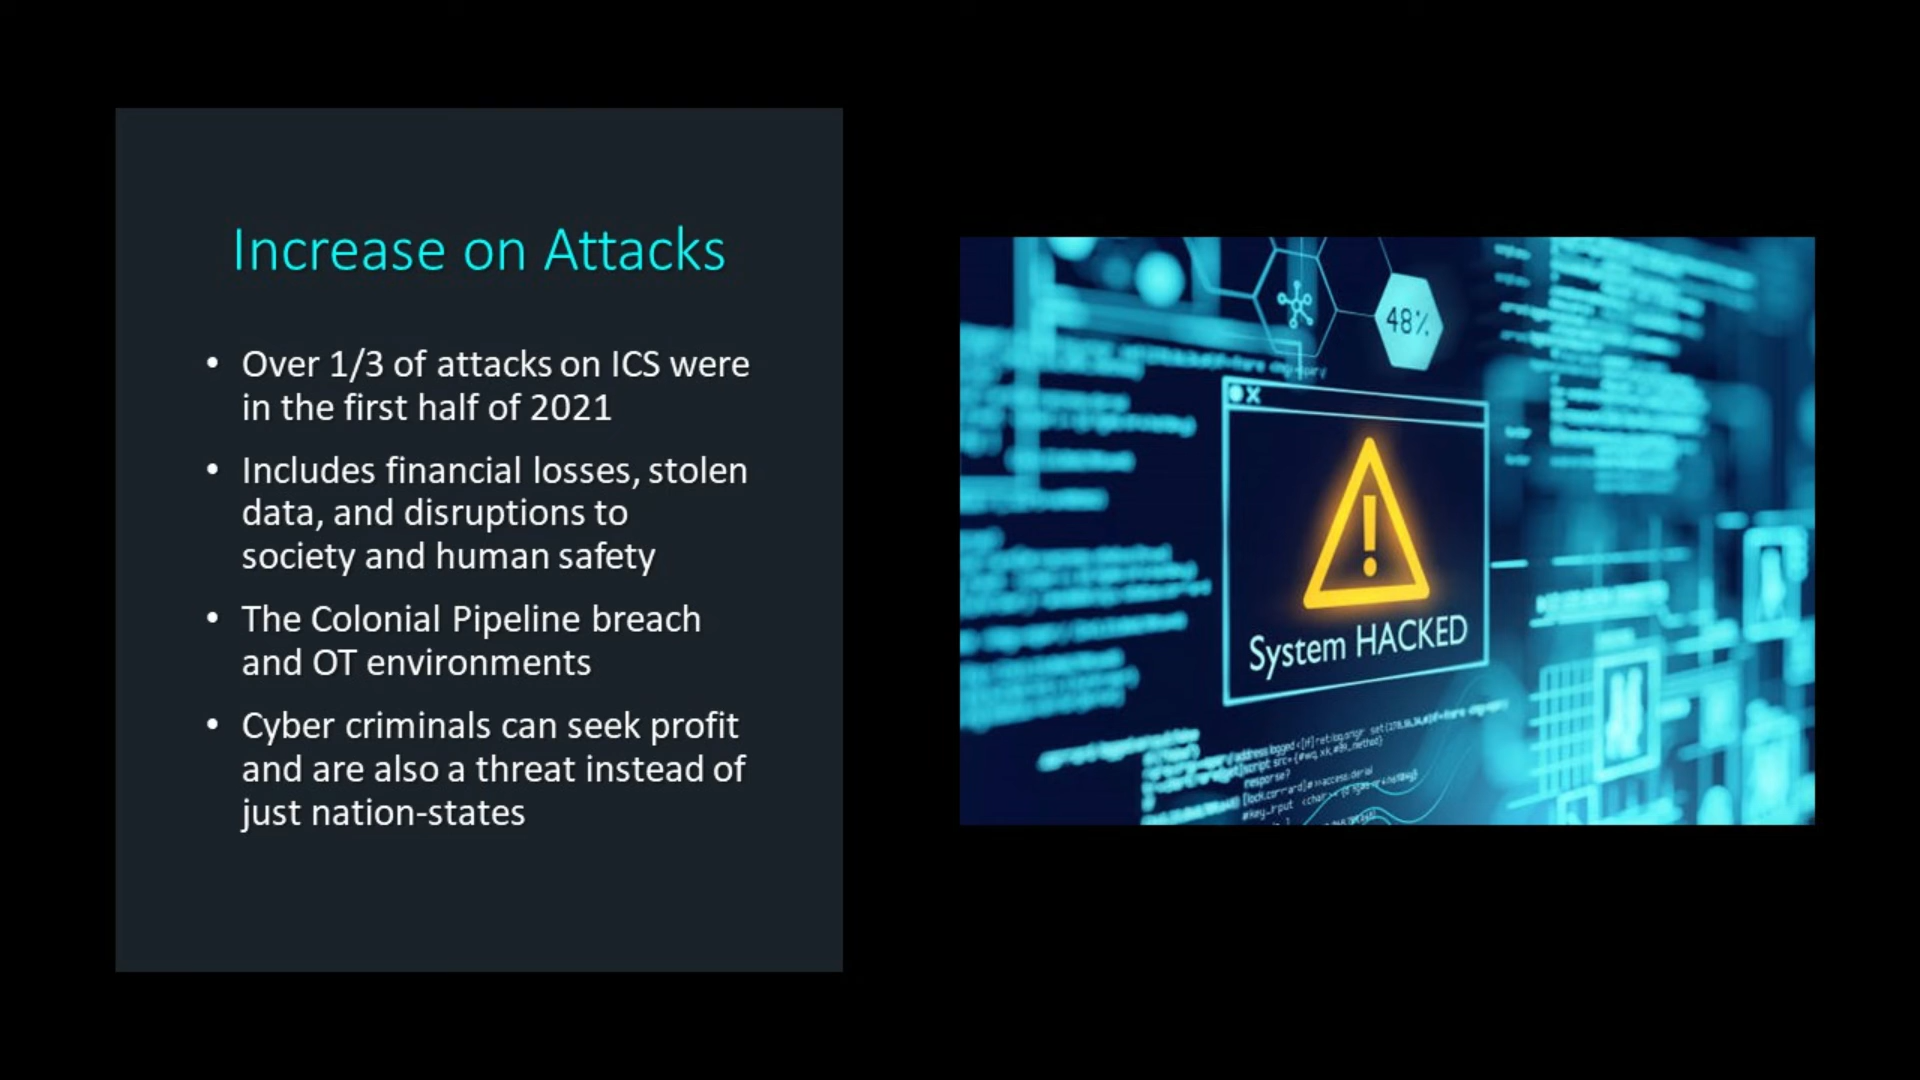 Increase on Attacks
• Over 1/3 of attacks on ICS were
in the first half of 2021
• Includes financial losses, stolen
data, and disruptions to
society and human safety
• The Colonial Pipeline breach
and OT environments
• Cyber criminals can seek profit
and are also a threat instead of
just nation-states
48%
System HACKED